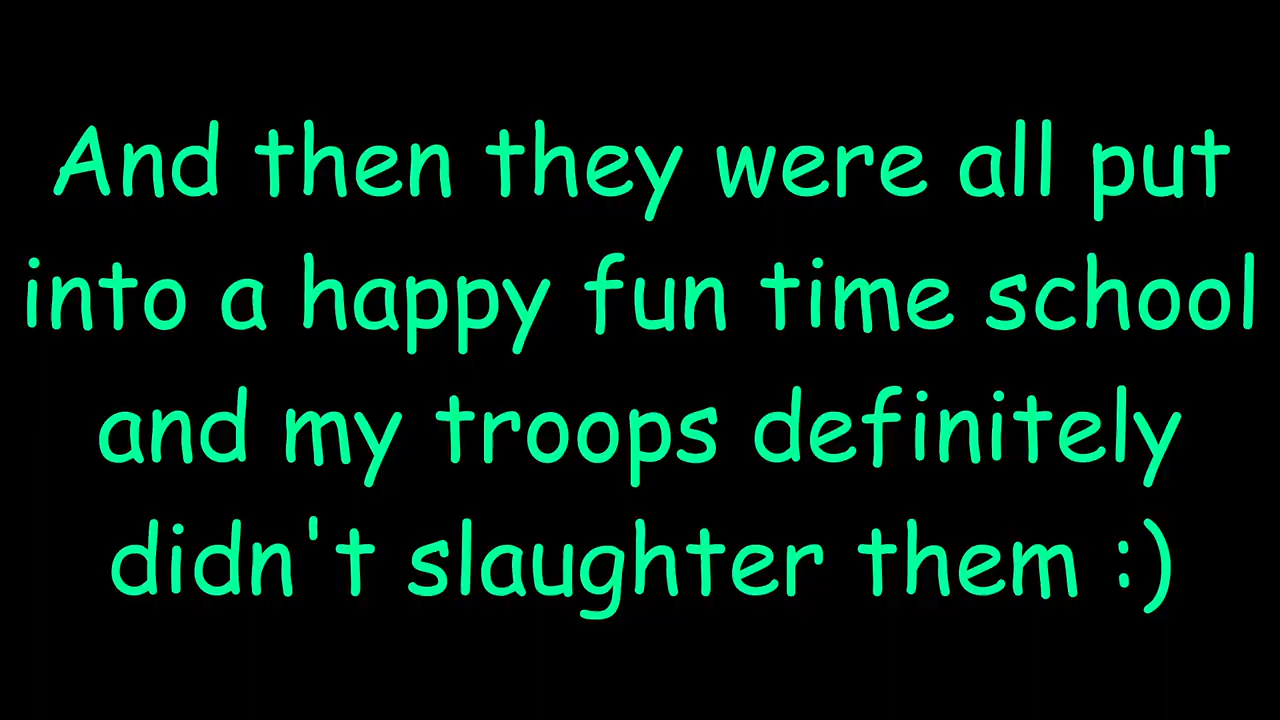 And then they were all put
into a happy fun time school
and my troops definitely
didn't slaughter them :)